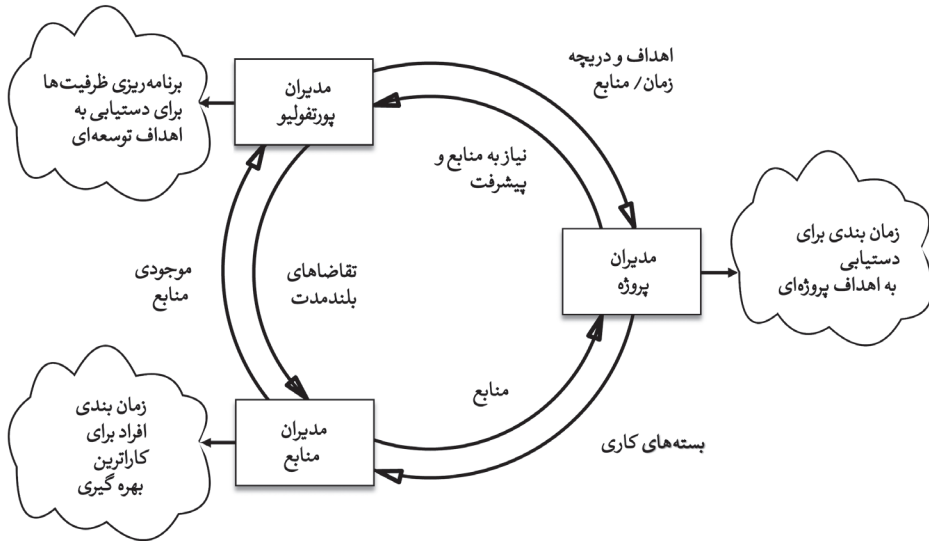 مدیران
پورتفولیو
برنامه‌ریزی ظرفیت‌ها
برای دستیابی به
اهداف توسعه‌ای
اهداف و دریچه
زمان/ منابع
نیاز به منابع و
پیشرفت
مدیران
پروژه
زمان بندی برای
دستیابی
به اهداف پروژه‌ای
موجودی
منابع
تقاضاهای
بلندمدت
منابع
بسته‌های کاری
مدیران
منابع
زمان بندی
افراد برای
کاراترین
بهره گیری